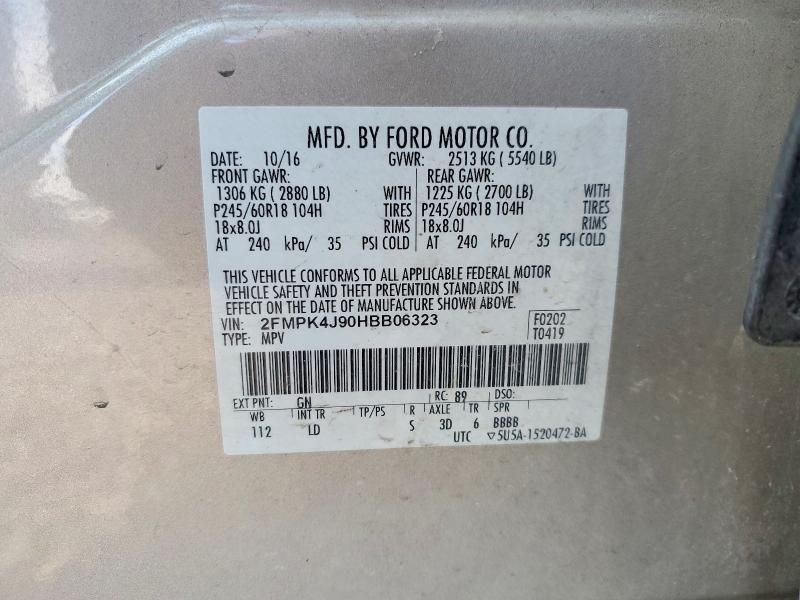 MFD. BY FORD MOTOR CO.
DATE: 10/16 GVWR: 2513 KG ( 5540 LB)
FRONT GAWR: REAR GAWR:
1306 KG ( 2880 LB) WITH 1225 KG ( 2700 LB) WITH
P245/60R18 104H TIRES P245/60R18 104H TIRES
18x8.0J RIMS 18x8.0J RIMS
AT 240 kPa/ 35 PSI COLD AT 240 kPa/ 35 PSI COLD
THIS VEHICLE CONFORMS TO ALL APPLICABLE FEDERAL MOTOR
VEHICLE SAFETY AND THEFT PREVENTION STANDARDS IN
EFFECT ON THE DATE OF MANUFACTURE SHOWN ABOVE.
VIN: 2FMPK4J90HBB06323 F0202
TYPE: MPV T0419
EXT PNT: GN RC: 89 DSO:
WB INT TR TP/PS R AXLE TR SPR
112 LD S 3D 6 BBBB
UTC ▽5U5A-1520472-BA